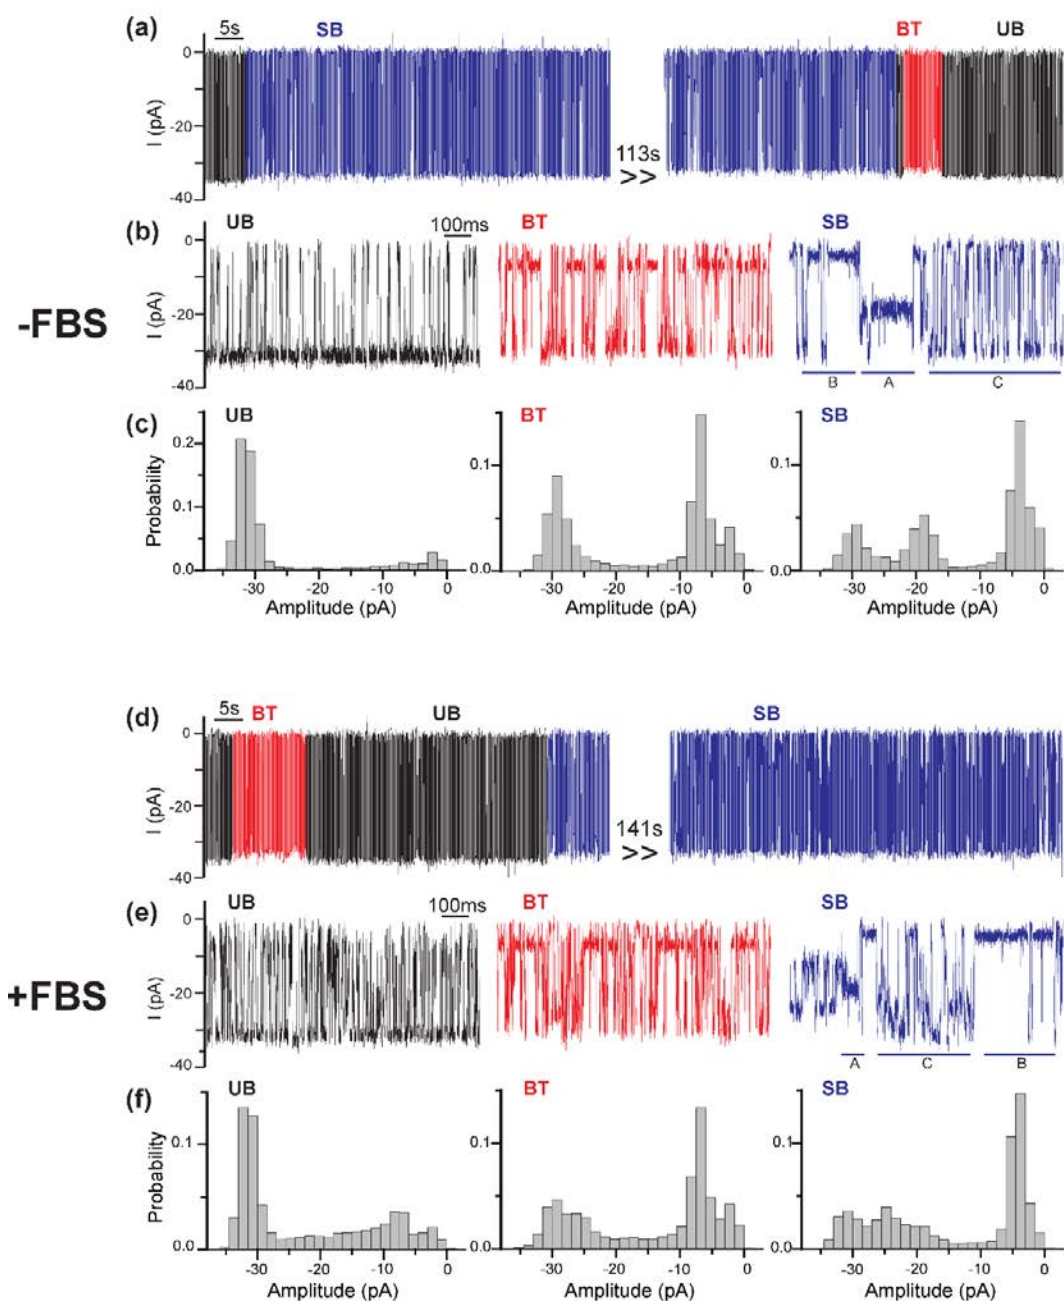 (a)
5s SB BT UB
0
-20
-40
I (pA)
113s
>>
-FBS
(b)
UB 100ms BT SB
0
-20
-40
I (pA)
B A C
(c)
UB BT SB
0.2
0.1
0.0
Probability
0.1
0.0
0.1
0.0
-30 -20 -10 0 -30 -20 -10 0 -30 -20 -10 0
Amplitude (pA) Amplitude (pA) Amplitude (pA)
(d)
5s BT UB SB
0
-20
-40
I (pA)
141s
>>
+FBS
(e)
UB 100ms BT SB
0
-20
-40
I (pA)
A C B
(f)
UB BT SB
0.1
0.0
Probability
0.1
0.0
0.1
0.0
-30 -20 -10 0 -30 -20 -10 0 -30 -20 -10 0
Amplitude (pA) Amplitude (pA) Amplitude (pA)